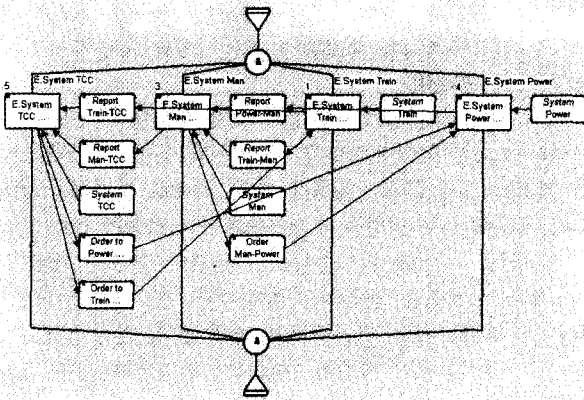 &
E.System TCC
E.System Man
E.System Train
E.System Power
5
3
1
4
E.System
TCC ...
Report
Train-TCC
E.System
Man ...
Report
Power-Man
E.System
Train ...
System
Train
E.System
Power ...
System
Power
Report
Man-TCC
Report
Train-Man
System
TCC
System
Man
Order to
Power ...
Order
Man-Power
Order to
Train ...
&